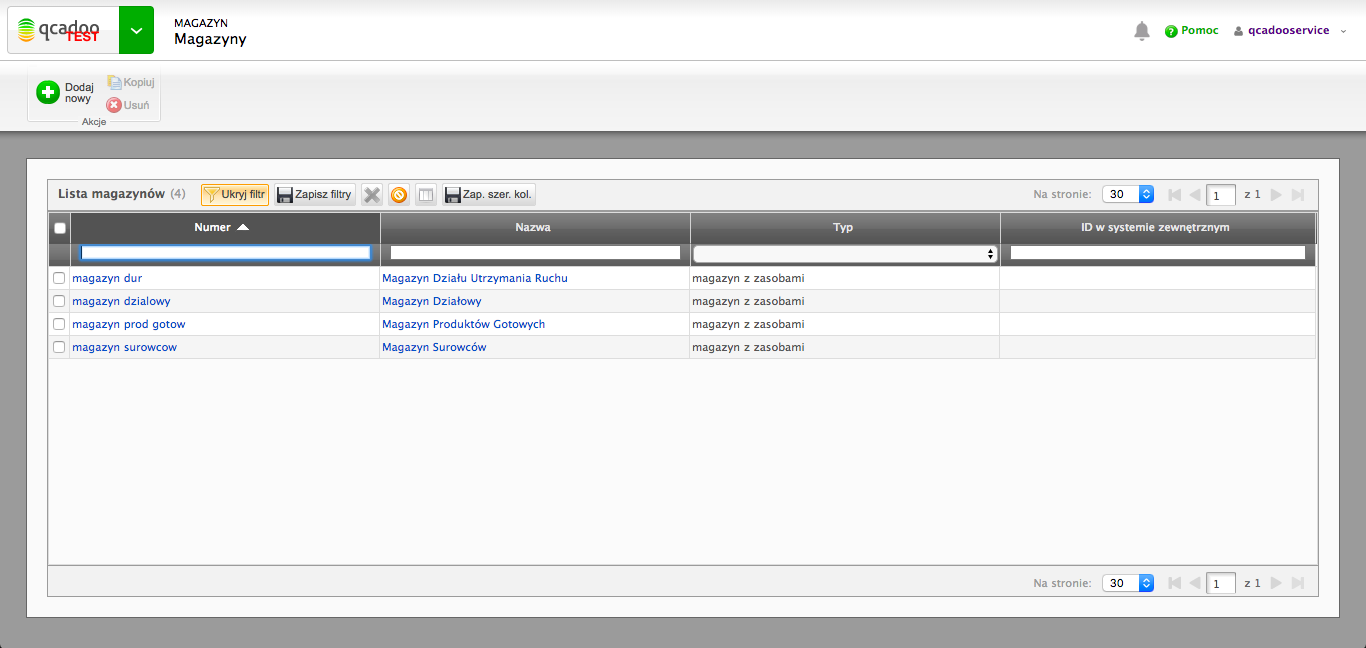 qcadoo
TEST
MAGAZYN
Magazyny
Pomoc
qcadooservice
Dodaj
nowy
Kopiuj
Usuń
Akcje
Lista magazynów (4)
Ukryj filtr
Zapisz filtry
Zap. szer. kol.
Na stronie: 30 1 z 1
Numer Nazwa Typ ID w systemie zewnętrznym
magazyn dur Magazyn Działu Utrzymania Ruchu magazyn z zasobami
magazyn dzialowy Magazyn Działowy magazyn z zasobami
magazyn prod gotow Magazyn Produktów Gotowych magazyn z zasobami
magazyn surowcow Magazyn Surowców magazyn z zasobami
Na stronie: 30 1 z 1